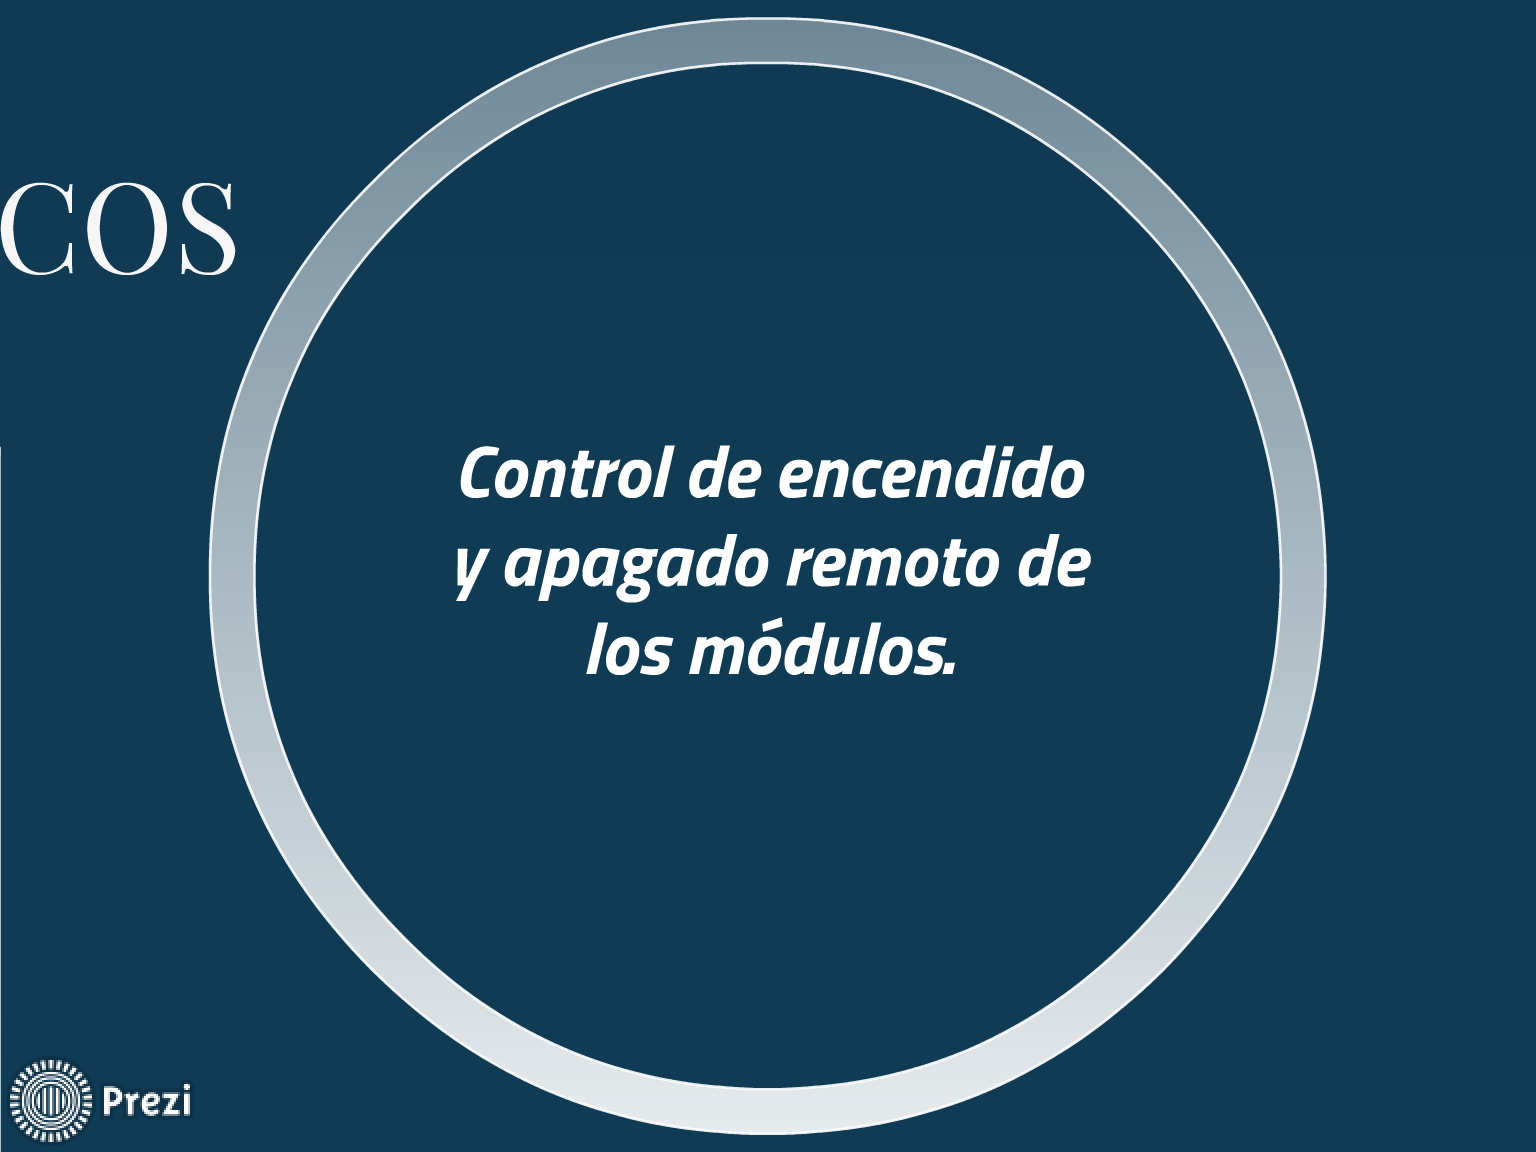 COS
Control de encendido
y apagado remoto de
los módulos.
Prezi